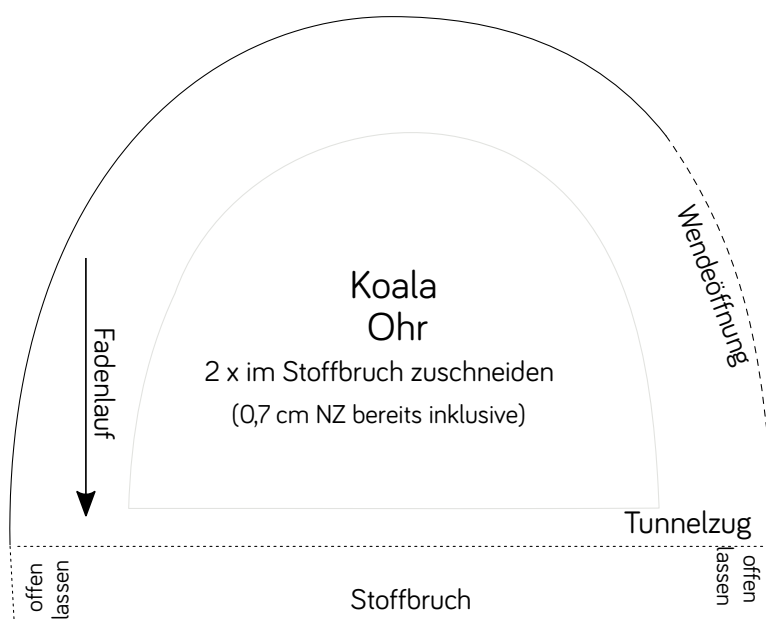 Koala
Ohr
2 x im Stoffbruch zuschneiden
(0,7 cm NZ bereits inklusive)
Fadenlauf
Wendeöffnung
Tunnelzug
offen
lassen
Stoffbruch
offen
lassen